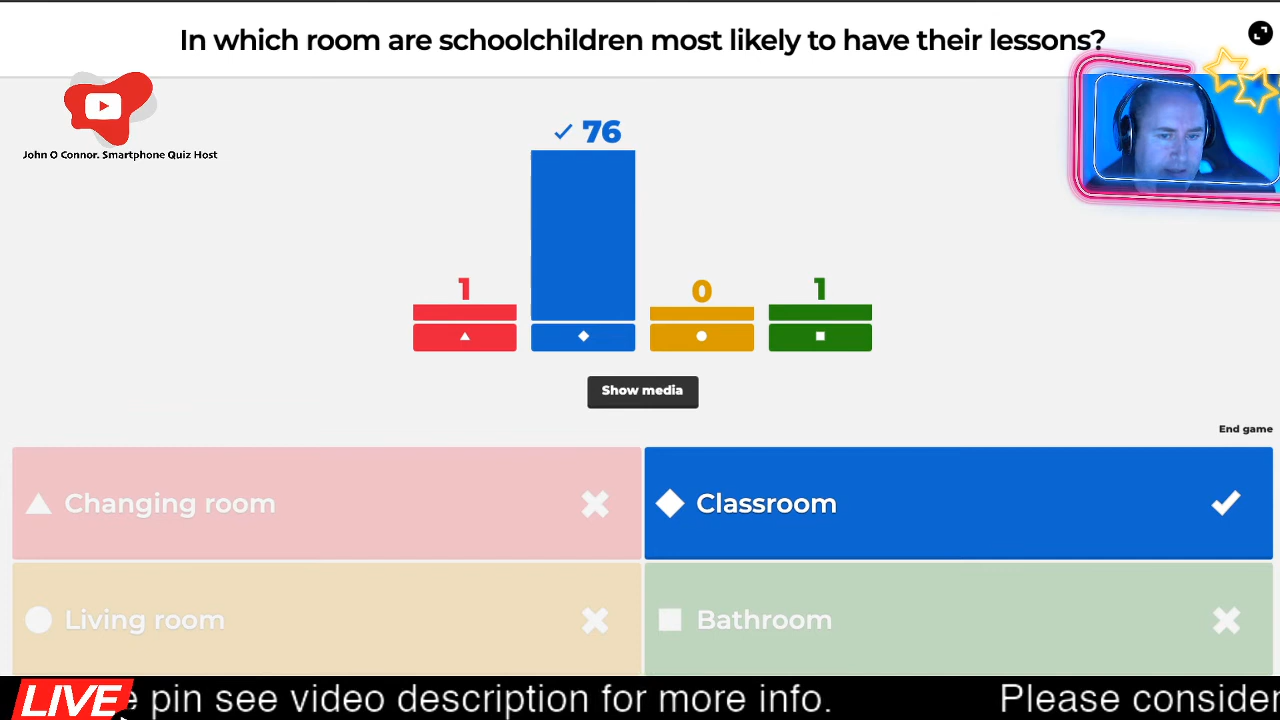 In which room are schoolchildren most likely to have their lessons?
John O Connor. Smartphone Quiz Host
76
1
0
1
Show media
End game
Changing room
Classroom
Living room
Bathroom
LIVE
e pin see video description for more info. Please consider